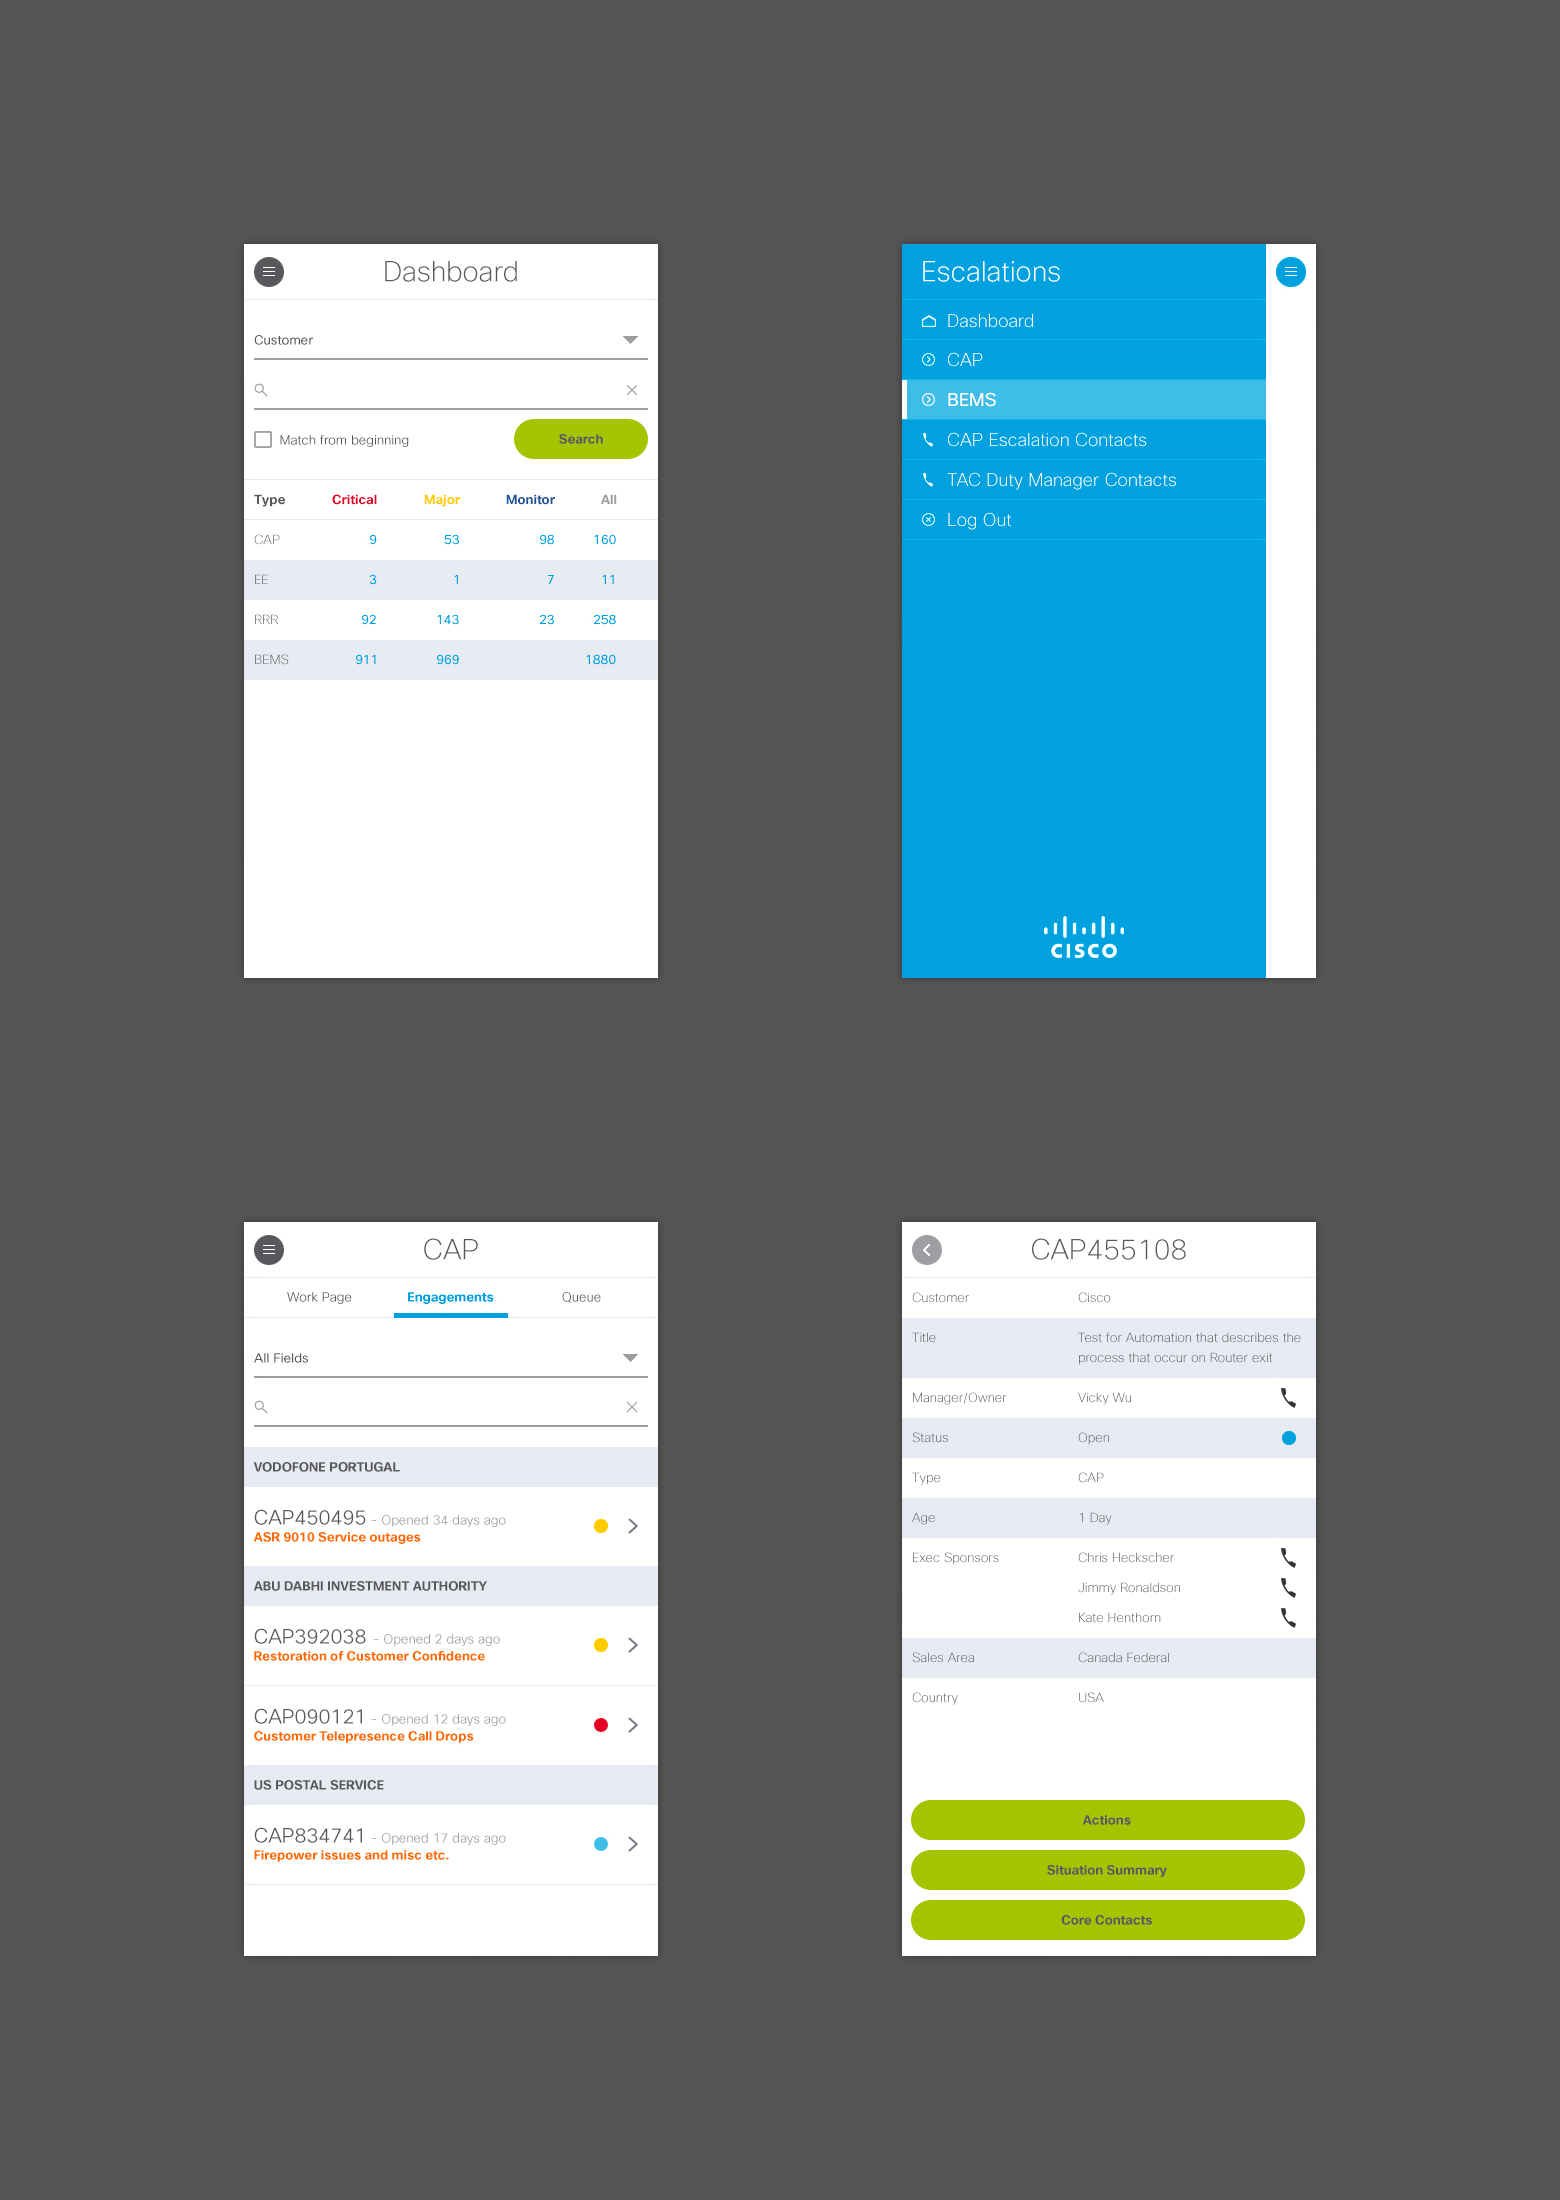 Dashboard
Customer
Match from beginning
Search
Type Critical Major Monitor All
CAP 9 53 98 160
EE 3 1 7 11
RRR 92 143 23 258
BEMS 911 969 1880
Escalations
Dashboard
CAP
BEMS
CAP Escalation Contacts
TAC Duty Manager Contacts
Log Out
CISCO
CAP
Work Page Engagements Queue
All Fields
VODOFONE PORTUGAL
CAP450495 - Opened 34 days ago
ASR 9010 Service outages
ABU DABHI INVESTMENT AUTHORITY
CAP392038 - Opened 2 days ago
Restoration of Customer Confidence
CAP090121 - Opened 12 days ago
Customer Telepresence Call Drops
US POSTAL SERVICE
CAP834741 - Opened 17 days ago
Firepower issues and misc etc.
CAP455108
Customer Cisco
Title Test for Automation that describes the
process that occur on Router exit
Manager/Owner Vicky Wu
Status Open
Type CAP
Age 1 Day
Exec Sponsors Chris Heckscher
Jimmy Ronaldson
Kate Henthorn
Sales Area Canada Federal
Country USA
Actions
Situation Summary
Core Contacts